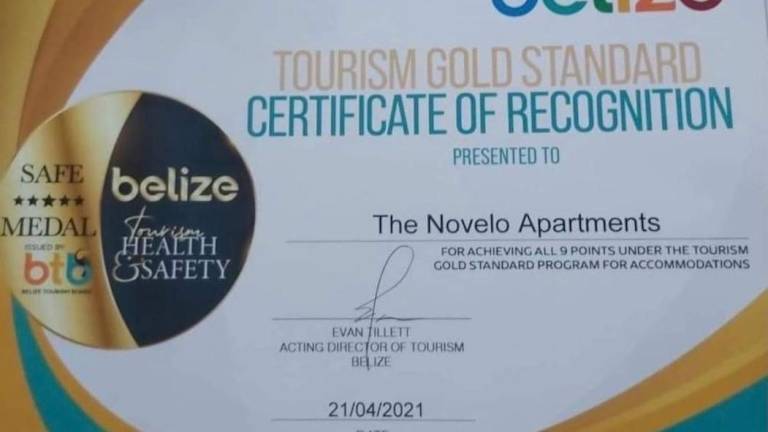 belize
TOURISM GOLD STANDARD
CERTIFICATE OF RECOGNITION
PRESENTED TO
The Novelo Apartments
FOR ACHIEVING ALL 9 POINTS UNDER THE TOURISM
GOLD STANDARD PROGRAM FOR ACCOMMODATIONS
EVAN TILLETT
ACTING DIRECTOR OF TOURISM
BELIZE
21/04/2021
DATE
SAFE
MEDAL
ISSUED BY
btb
BELIZE TOURISM BOARD
belize
Tourism
HEALTH
& SAFETY